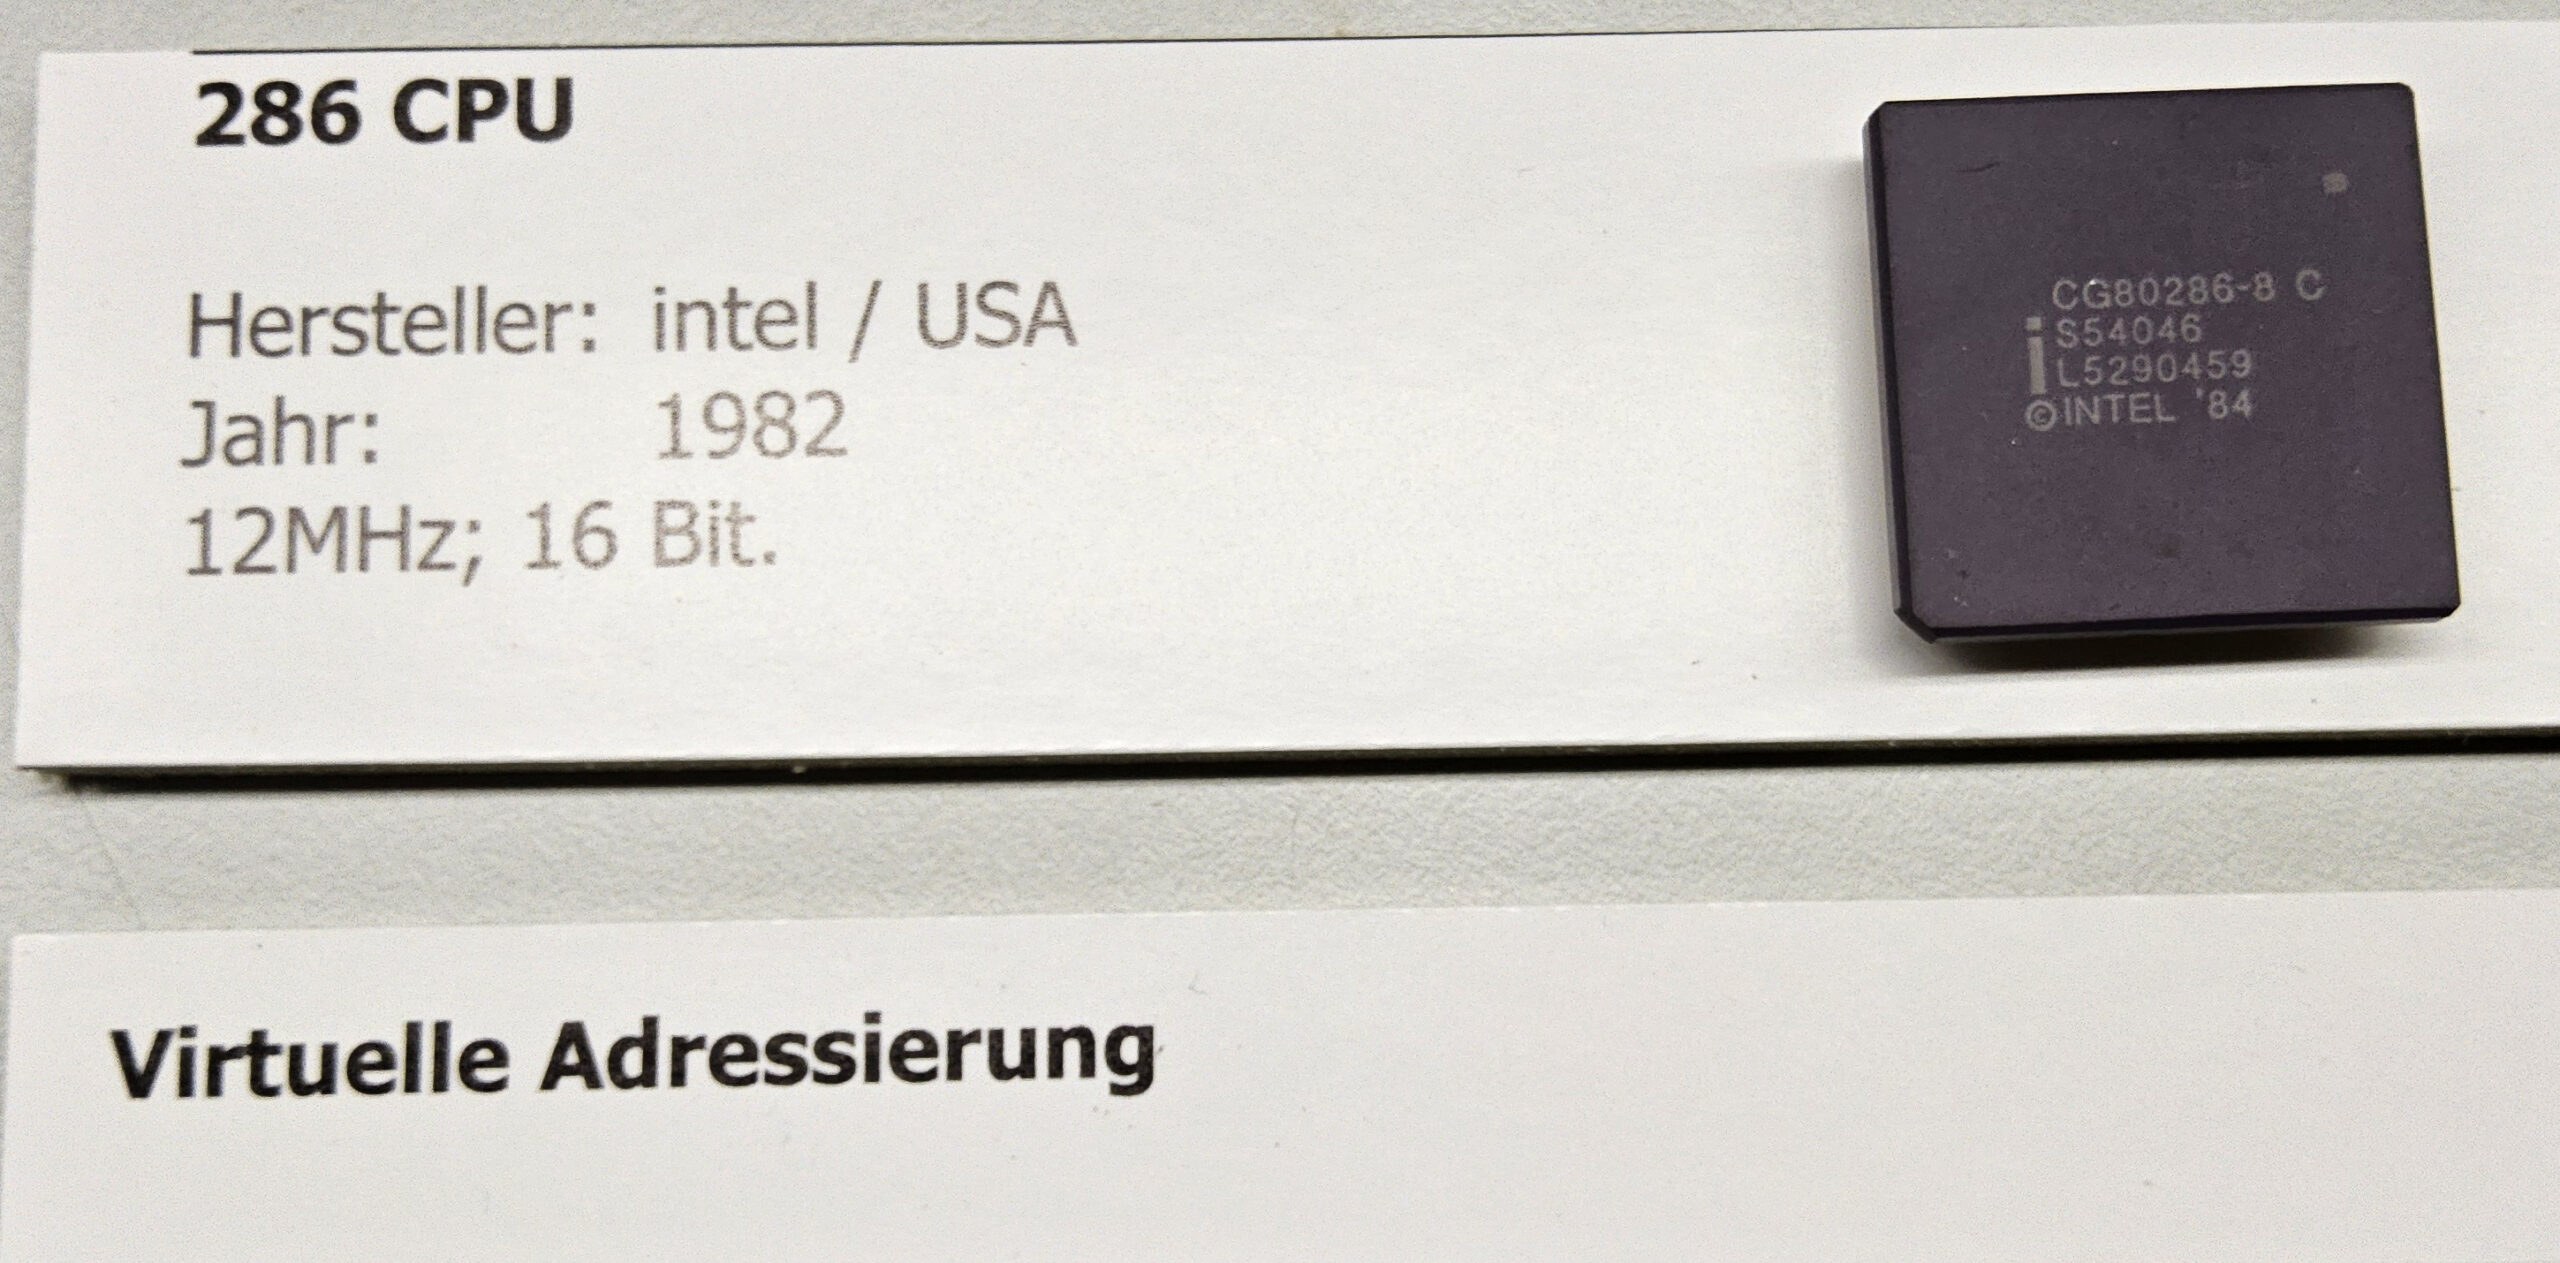 286 CPU
Hersteller: intel / USA
Jahr: 1982
12MHz; 16 Bit.
CG80286-8 C
S54046
L5290459
©INTEL '84
Virtuelle Adressierung